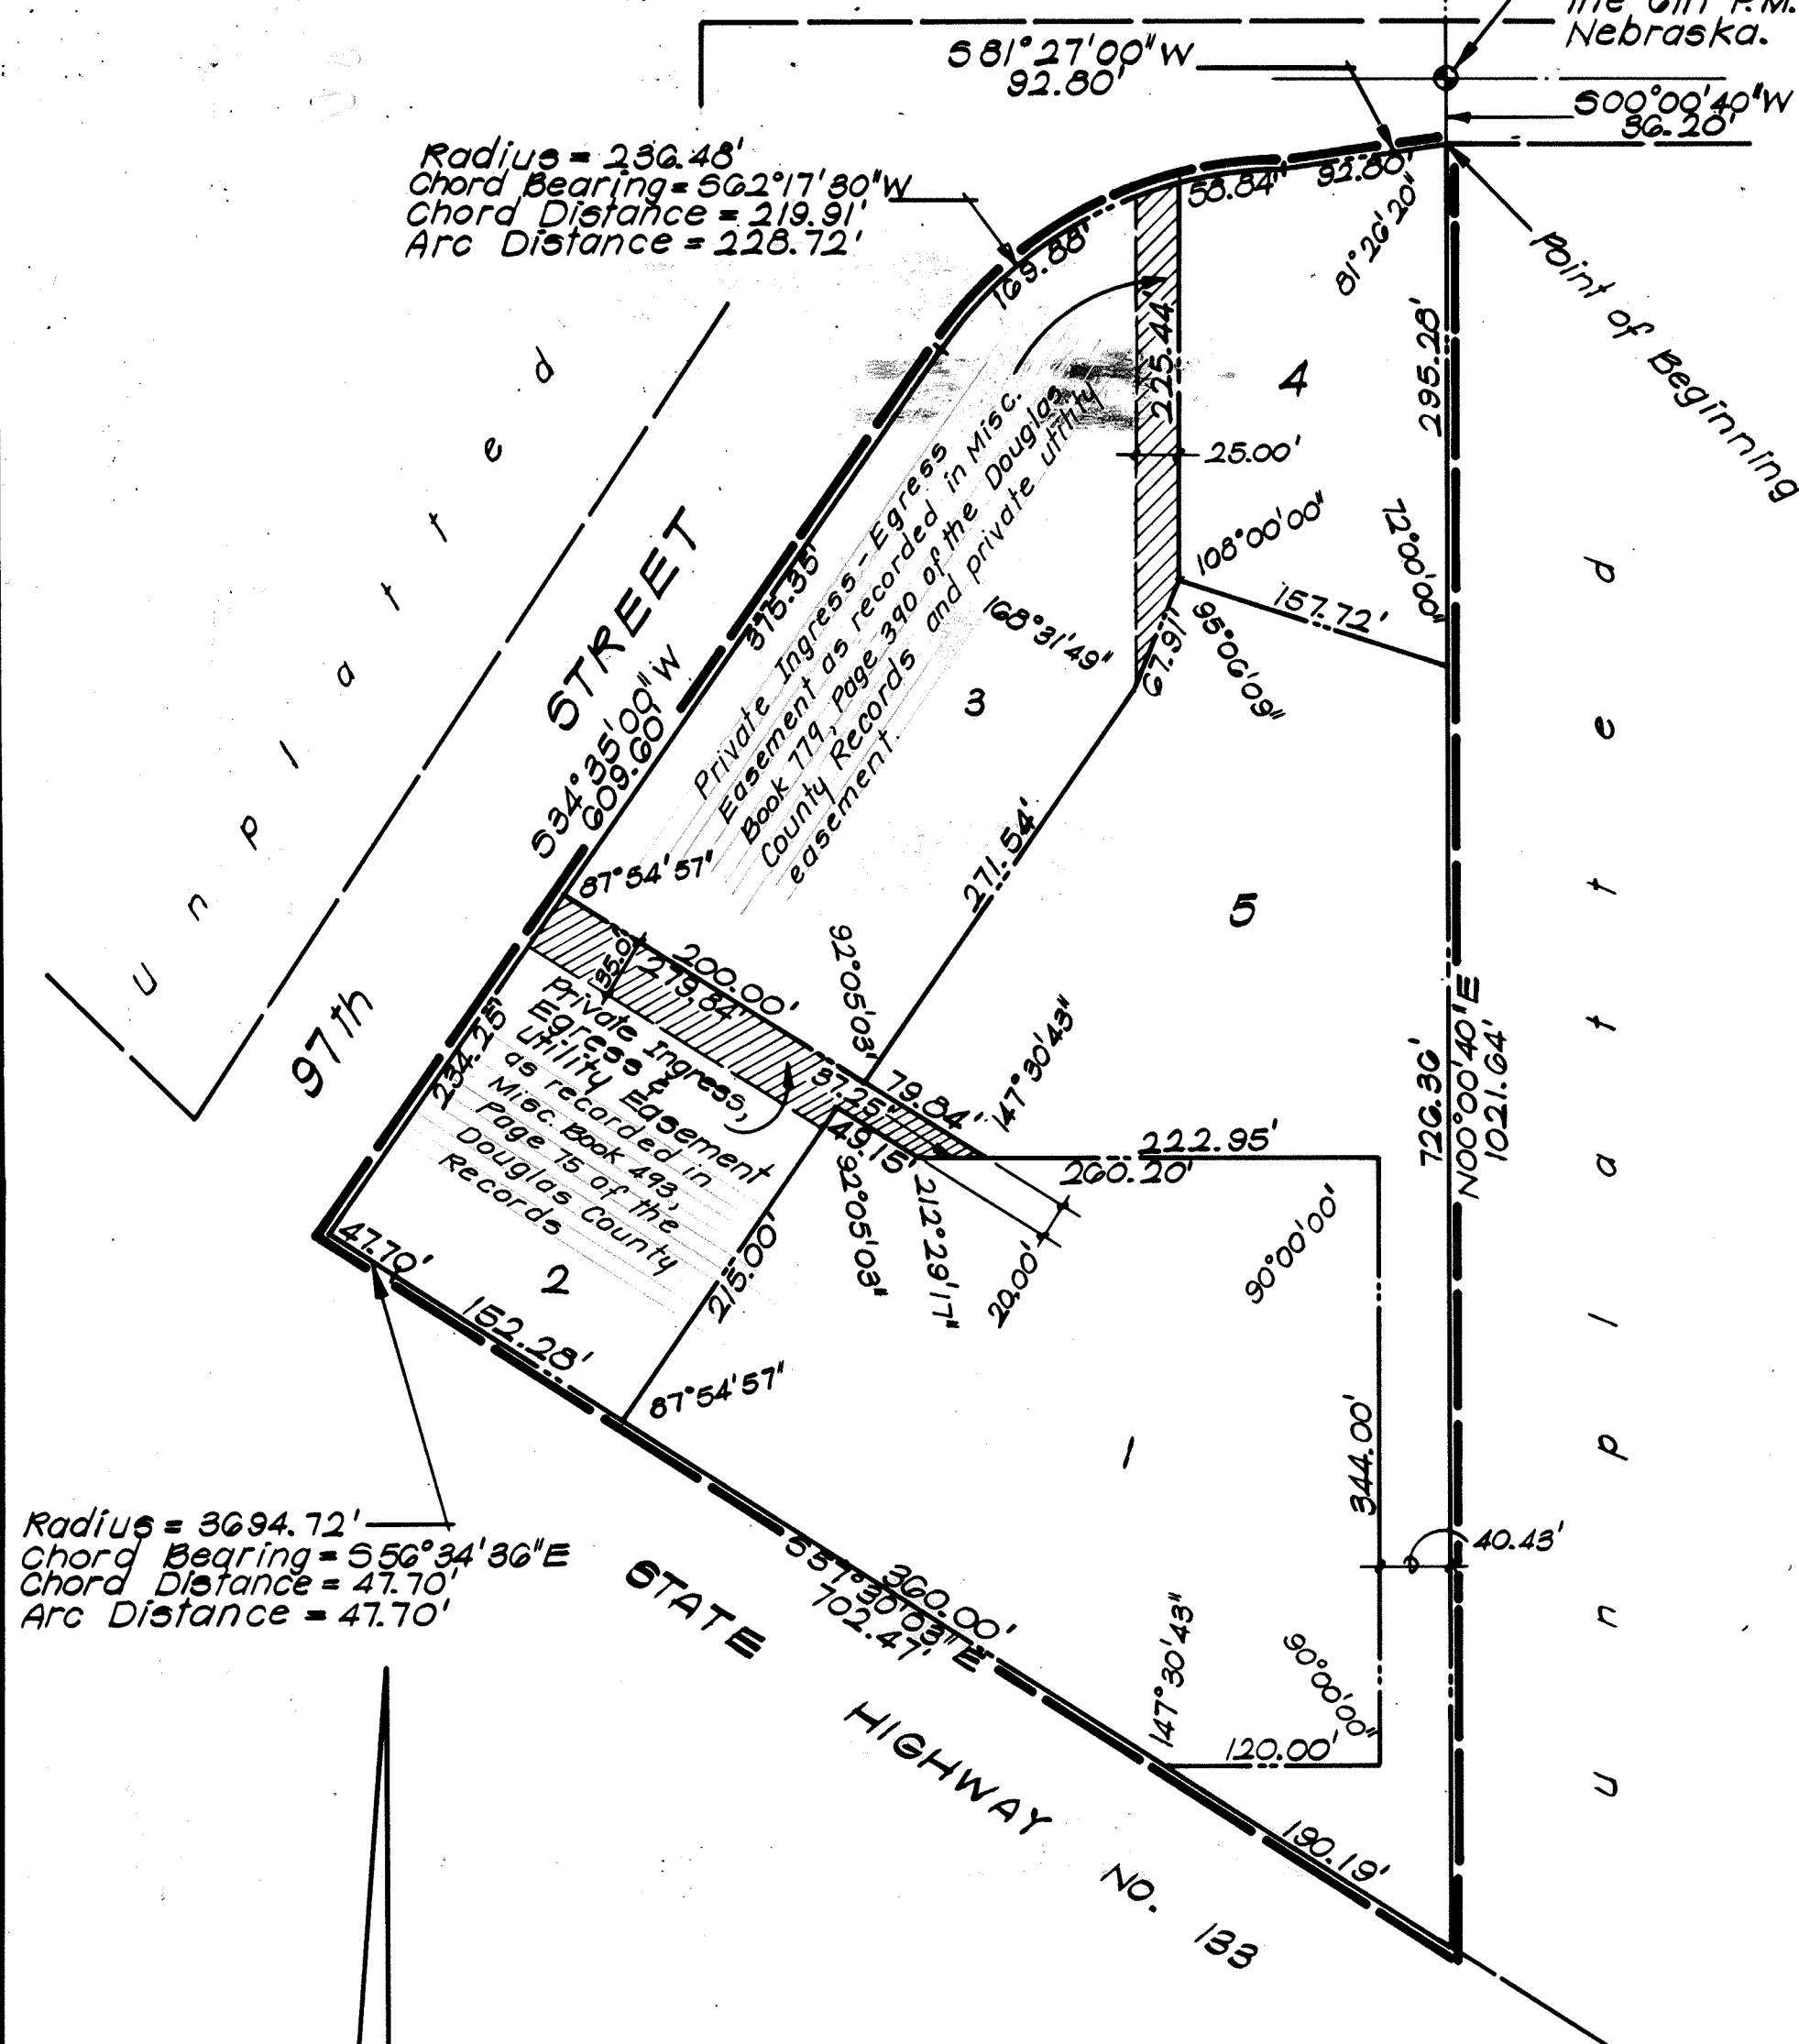 the 6th P.M.
Nebraska.
S81°27'00"W
92.80'
S00°00'40"W
36.20'
Radius = 236.48'
Chord Bearing = S62°17'30"W
Chord Distance = 219.91'
Arc Distance = 228.72'
58.84'
92.80'
81°26'20"
169.88'
Point of Beginning
295.28'
225.44'
4
25.00'
108°00'00"
72°00'00"
157.72'
95°06'09"
67.91'
168°31'49"
3
unplatted
STREET
97th
375.35'
S34°35'00"W
609.60'
Private Ingress-Egress
Easement as recorded in Misc.
Book 779, Page 390 of the Douglas
County Records and private utility
easement.
87°54'57"
271.54'
5
92°05'03"
200.00'
279.84'
35.0'
Private Ingress,
Egress &
Utility Easement
as recorded in
Misc. Book 493,
Page 75 of the
Douglas County
Records
234.25'
37.25'
79.84'
49.15'
147°30'43"
222.95'
260.20'
92°05'03"
212°29'17"
20.00'
726.36'
N00°00'40"E
1021.64'
unplatted
90°00'00"
47.70'
2
215.00'
152.28'
87°54'57"
1
344.00'
40.43'
Radius = 3694.72'
Chord Bearing = S56°34'36"E
Chord Distance = 47.70'
Arc Distance = 47.70'
360.00'
S57°30'03"E
702.47'
147°30'43"
90°00'00"
120.00'
190.19'
STATE HIGHWAY NO. 133